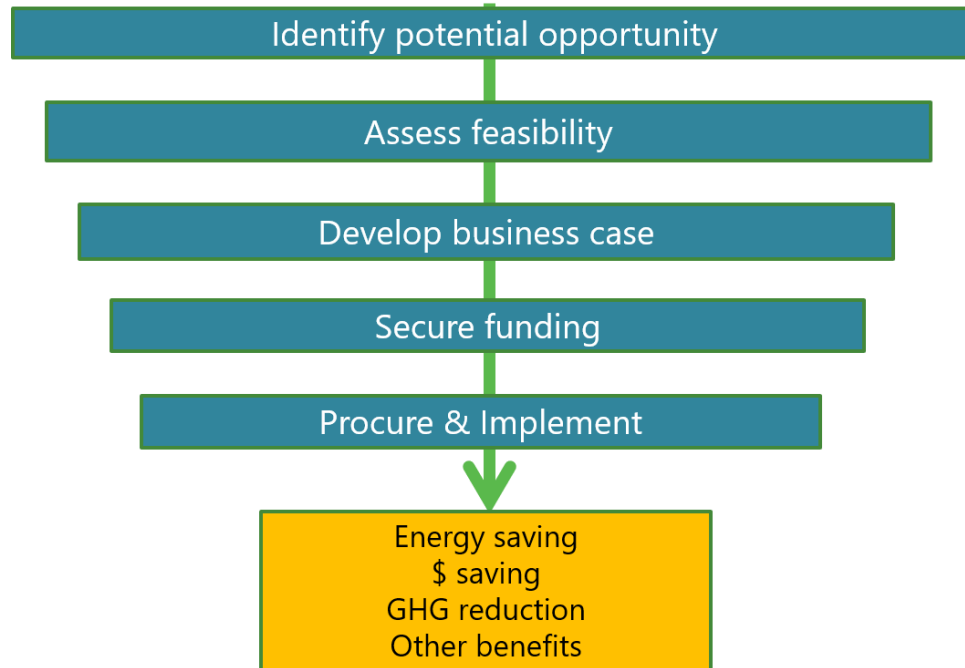 Identify potential opportunity
Assess feasibility
Develop business case
Secure funding
Procure & Implement
Energy saving
$ saving
GHG reduction
Other benefits